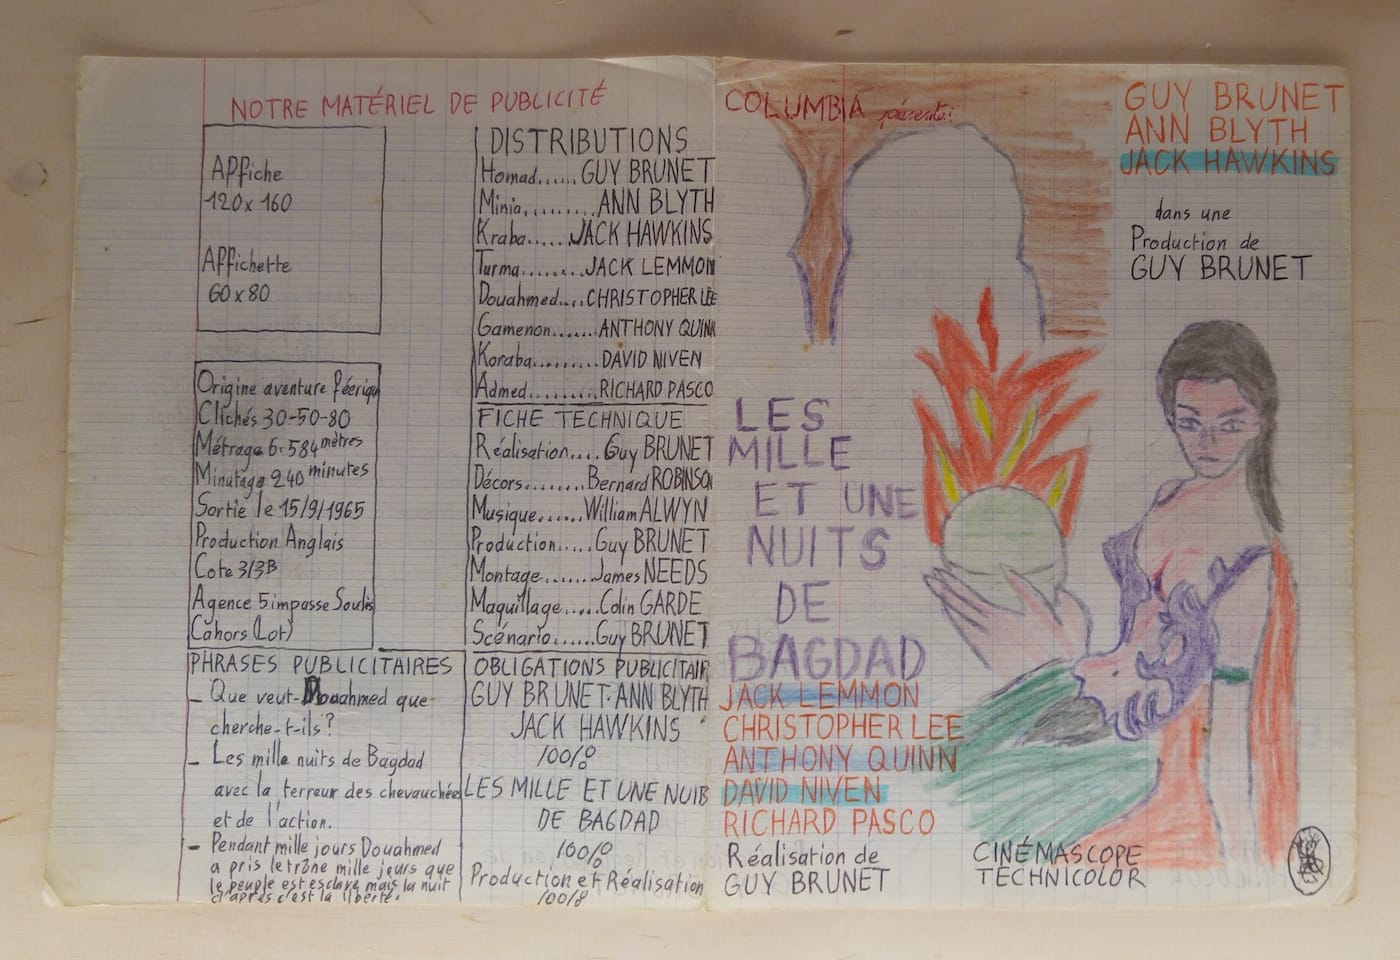 NOTRE MATÉRIEL DE PUBLICITÉ
Affiche
120 x 160
Affichette
60 x 80
Origine aventure féerique
Clichés 30-50-80
Métrage 6.584 mètres
Minutage 240 minutes
Sortie le 15/9/1965
Production Anglais
Cote 3/3B
Agence 5 impasse Soulié
Cahors (Lot)
PHRASES PUBLICITAIRES
- Que veut-Douahmed que
cherche-t-ils?
- Les mille nuits de Bagdad
avec la terreur des chevauchées
et de l'action.
- Pendant mille jours Douahmed
a pris le trône mille jours que
le peuple est esclave mais la nuit
d'après c'est la liberté.
DISTRIBUTIONS
Homad......GUY BRUNET
Minia.........ANN BLYTH
Kraba......JACK HAWKINS
Turma........JACK LEMMON
Douahmed....CHRISTOPHER LEE
Gamenon.......ANTHONY QUINN
Koraba.........DAVID NIVEN
Admed..........RICHARD PASCO
FICHE TECHNIQUE
Réalisation....Guy BRUNET
Décors........Bernard ROBINSON
Musique......William ALWYN
Production.....Guy BRUNET
Montage.......James NEEDS
Maquillage.....Colin GARDE
Scénario......Guy BRUNET
OBLIGATIONS PUBLICITAIR
GUY BRUNET·ANN BLYTH
JACK HAWKINS
100%
LES MILLE ET UNE NUIS
DE BAGDAD
100%
Production et Réalisation
100%
COLUMBIA présente:
GUY BRUNET
ANN BLYTH
JACK HAWKINS
dans une
Production de
GUY BRUNET
LES
MILLE
ET UNE
NUITS
DE
BAGDAD
JACK LEMMON
CHRISTOPHER LEE
ANTHONY QUINN
DAVID NIVEN
RICHARD PASCO
Réalisation de
GUY BRUNET
CINÉMASCOPE
TECHNICOLOR